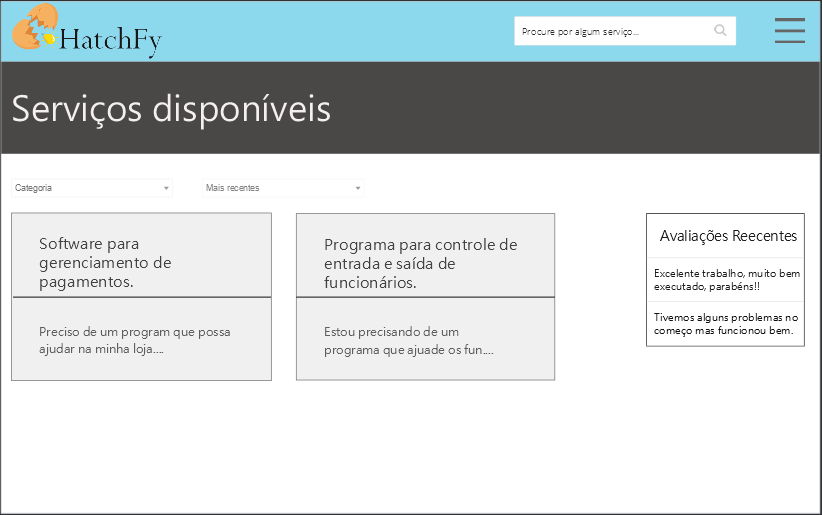 HatchFy
Procure por algum serviço...
Serviços disponíveis
Categoria
Mais recentes
Software para
gerenciamento de
pagamentos.
Preciso de um program que possa
ajudar na minha loja....
Programa para controle de
entrada e saída de
funcionários.
Estou precisando de um
programa que ajuade os fun....
Avaliações Reecentes
Excelente trabalho, muito bem
executado, parabéns!!
Tivemos alguns problemas no
começo mas funcionou bem.